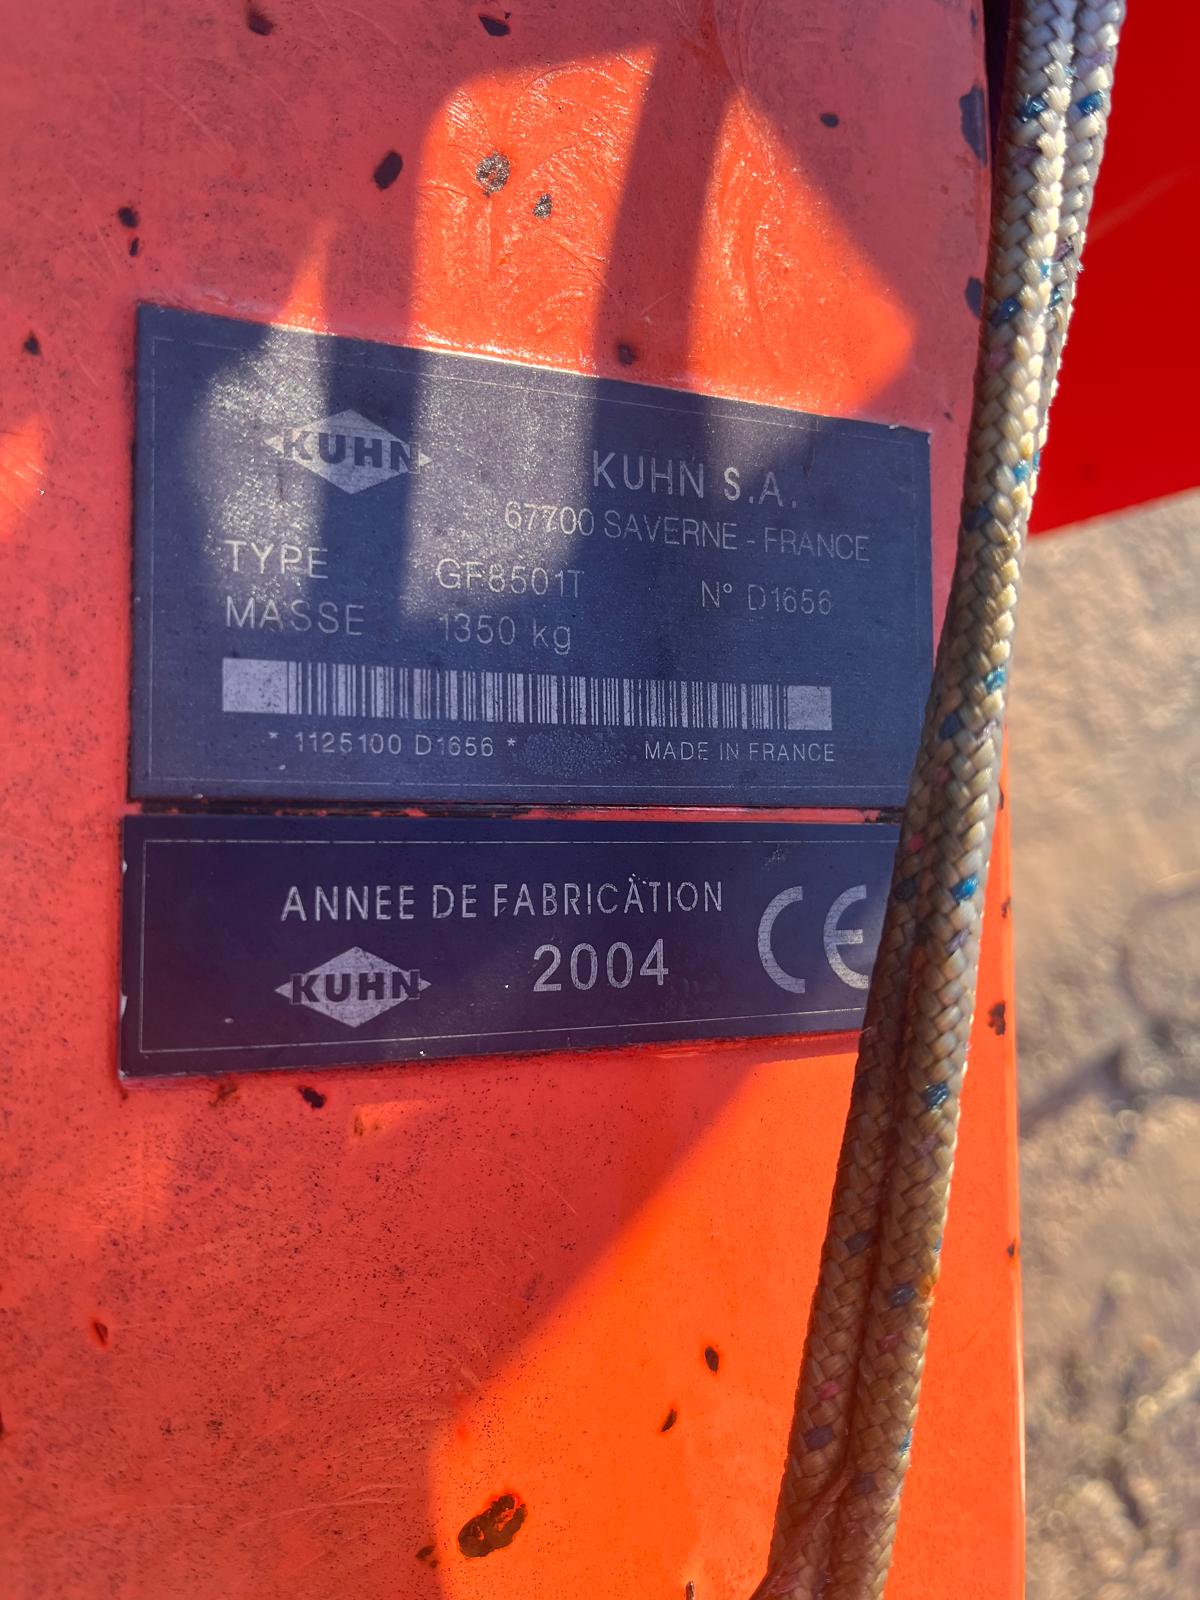 KUHN
KUHN S.A.
67700 SAVERNE - FRANCE
TYPE GF8501T N° D1656
MASSE 1350 kg
* 1125100 D1656 * MADE IN FRANCE
ANNEE DE FABRICATION
KUHN 2004 CE